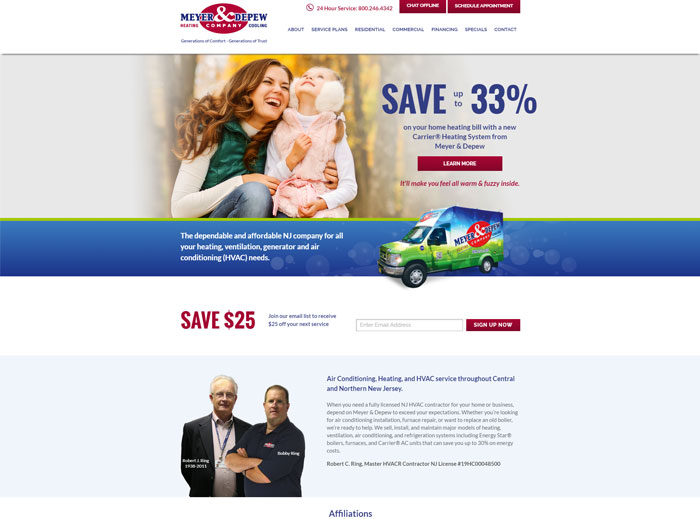 MEYER & DEPEW
HEATING COMPANY COOLING
Generations of Comfort - Generations of Trust
24 Hour Service: 800.246.4342
CHAT OFFLINE
SCHEDULE APPOINTMENT
ABOUT SERVICE PLANS RESIDENTIAL COMMERCIAL FINANCING SPECIALS CONTACT
SAVE up to 33%
on your home heating bill with a new
Carrier® Heating System from
Meyer & Depew
LEARN MORE
It'll make you feel all warm & fuzzy inside.
The dependable and affordable NJ company for all
your heating, ventilation, generator and air
conditioning (HVAC) needs.
MEYER & DEPEW
COMPANY
SAVE $25
Join our email list to receive
$25 off your next service
Enter Email Address
SIGN UP NOW
Air Conditioning, Heating, and HVAC service throughout Central
and Northern New Jersey.
When you need a fully licensed NJ HVAC contractor for your home or business,
depend on Meyer & Depew to exceed your expectations. Whether you're looking
for air conditioning installation, furnace repair, or want to replace an old boiler,
we're ready to help. We sell, install, and maintain major models of heating,
ventilation, air conditioning, and refrigeration systems including Energy Star®
boilers, furnaces, and Carrier® AC units that can save you up to 30% on energy
costs.
Robert C. Ring, Master HVACR Contractor NJ License #19HC00048500
Robert J. Ring
1938-2011
Bobby Ring
Affiliations